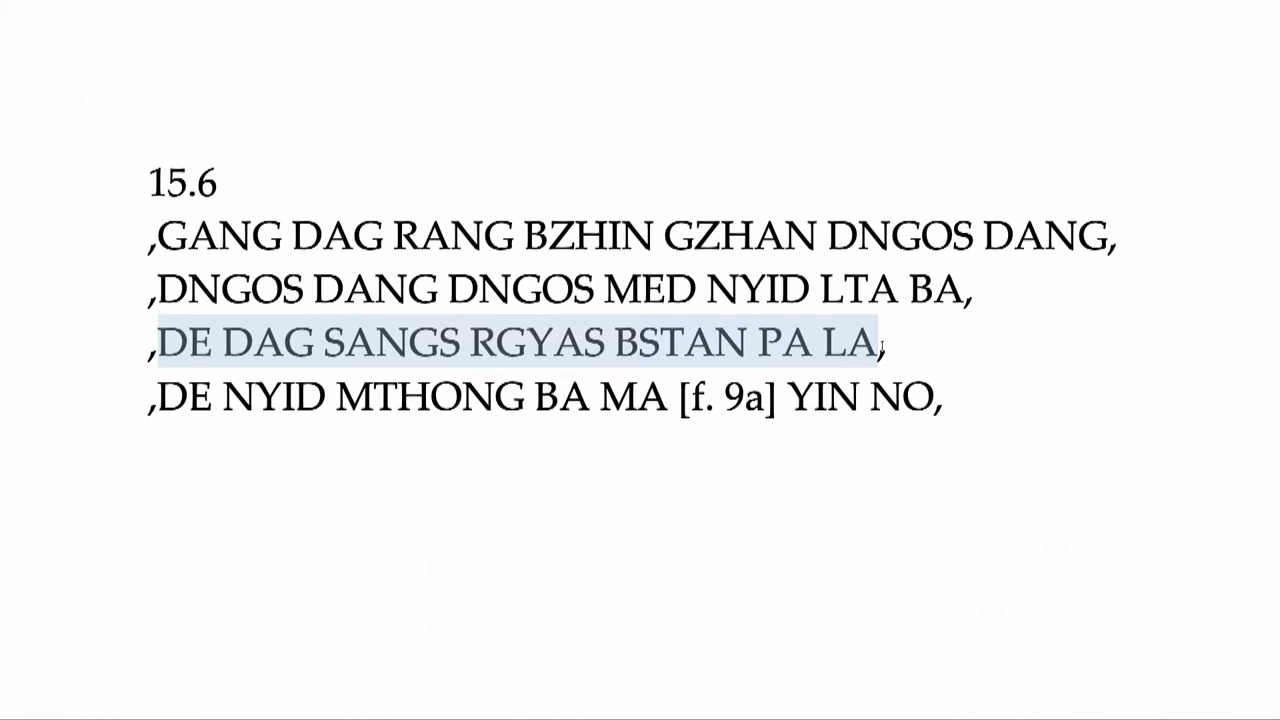 15.6
,GANG DAG RANG BZHIN GZHAN DNGOS DANG,
,DNGOS DANG DNGOS MED NYID LTA BA,
,DE DAG SANGS RGYAS BSTAN PA LA,
,DE NYID MTHONG BA MA [f. 9a] YIN NO,